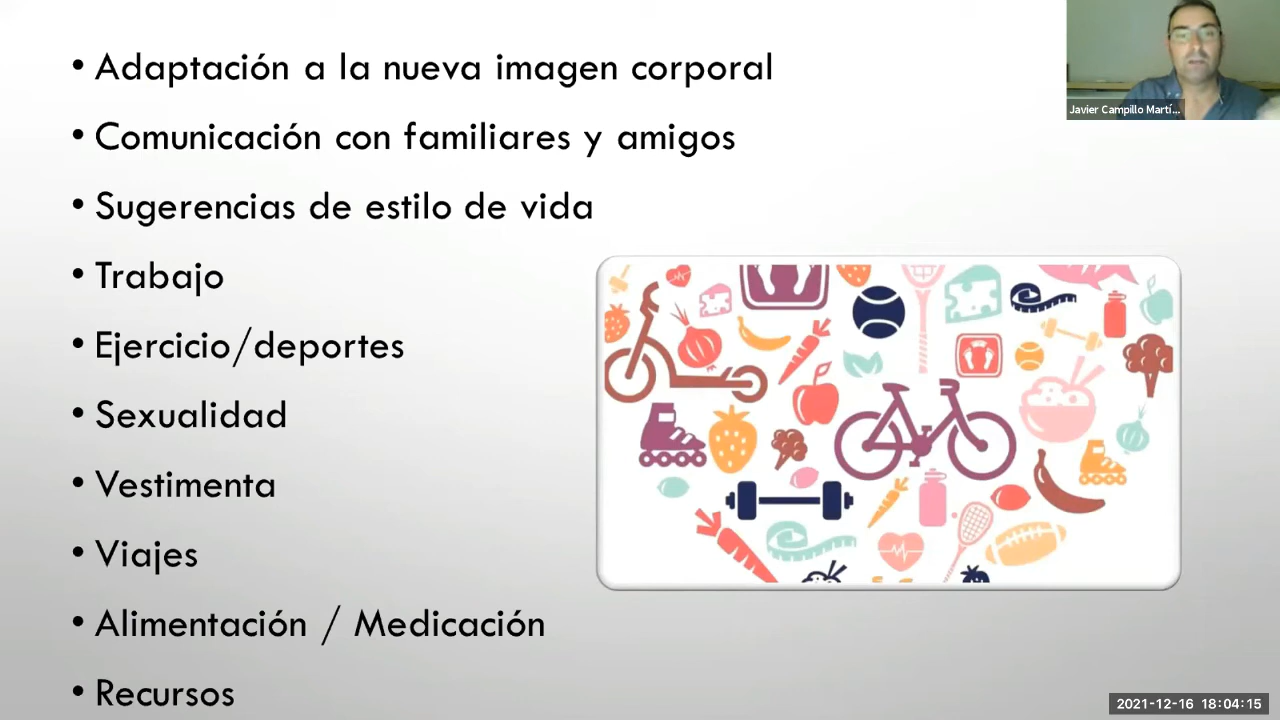 • Adaptación a la nueva imagen corporal
• Comunicación con familiares y amigos
• Sugerencias de estilo de vida
• Trabajo
• Ejercicio/deportes
• Sexualidad
• Vestimenta
• Viajes
• Alimentación / Medicación
• Recursos
Javier Campillo Martí...
2021-12-16 18:04:15